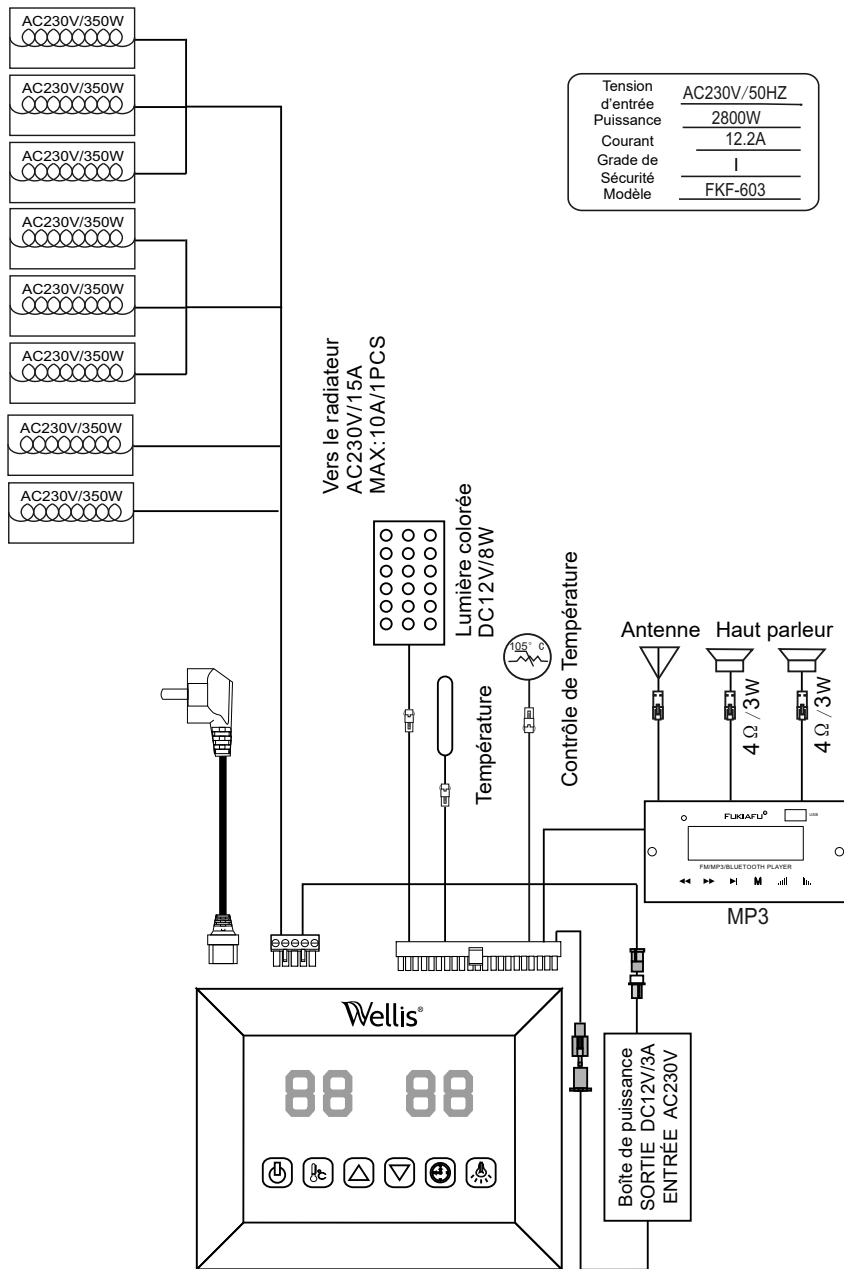 AC230V/350W
AC230V/350W
AC230V/350W
AC230V/350W
AC230V/350W
AC230V/350W
AC230V/350W
AC230V/350W
Tension d'entrée AC230V/50HZ
Puissance 2800W
Courant 12.2A
Grade de Sécurité I
Modèle FKF-603
Vers le radiateur
AC230V/15A
MAX:10A/1PCS
Lumière colorée
DC12V/8W
Température
105° C
Contrôle de Température
Antenne
Haut parleur
4Ω/3W
4Ω/3W
FUKIAFU
USB
FM/MP3/BLUETOOTH PLAYER
M
MP3
Wellis®
88 88
°C
Boîte de puissance
SORTIE DC12V/3A
ENTRÉE AC230V